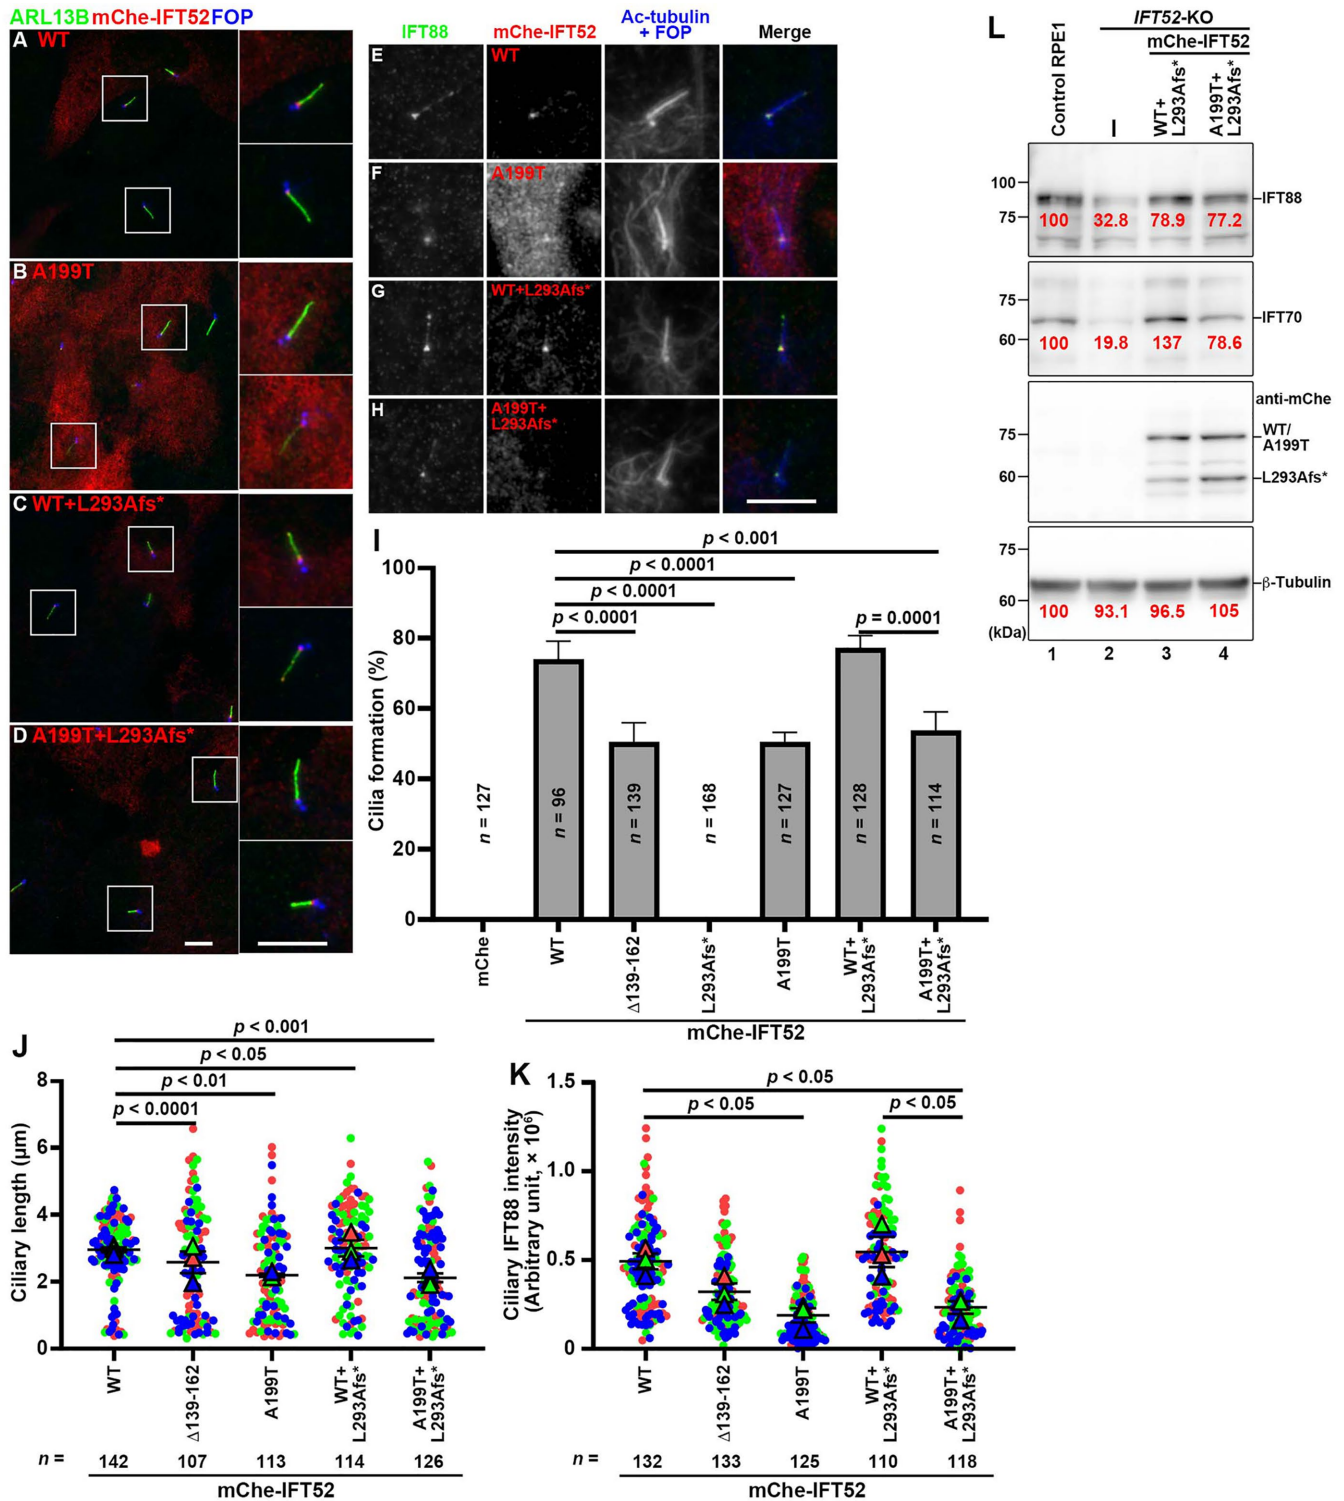 ARL13B mChe-IFT52 FOP
A WT
B A199T
C WT+L293Afs*
D A199T+L293Afs*
IFT88 mChe-IFT52 Ac-tubulin + FOP Merge
E WT
F A199T
G WT+L293Afs*
H A199T+
L293Afs*
I
p < 0.001
p < 0.0001
p < 0.0001
p < 0.0001
p = 0.0001
Cilia formation (%)
100
80
60
40
20
0
n = 127
n = 96
n = 139
n = 168
n = 127
n = 128
n = 114
mChe
WT
Δ139-162
L293Afs*
A199T
WT+
L293Afs*
A199T+
L293Afs*
mChe-IFT52
J
p < 0.001
p < 0.05
p < 0.01
p < 0.0001
Ciliary length (μm)
8
6
4
2
0
WT
Δ139-162
A199T
WT+
L293Afs*
A199T+
L293Afs*
n = 142 107 113 114 126
mChe-IFT52
K
p < 0.05
p < 0.05
p < 0.05
Ciliary IFT88 intensity
(Arbitrary unit, × 10⁶)
1.5
1.0
0.5
0
WT
Δ139-162
A199T
WT+
L293Afs*
A199T+
L293Afs*
n = 132 133 125 110 118
mChe-IFT52
L
IFT52-KO
mChe-IFT52
Control RPE1
–
WT+
L293Afs*
A199T+
L293Afs*
100
75
IFT88
100 32.8 78.9 77.2
75
60
IFT70
100 19.8 137 78.6
anti-mChe
75
WT/
A199T
60
L293Afs*
75
β-Tubulin
60
100 93.1 96.5 105
(kDa)
1 2 3 4